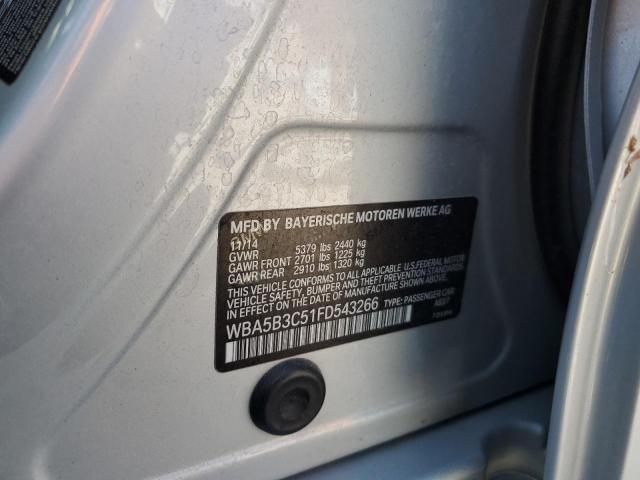 MFD BY BAYERISCHE MOTOREN WERKE AG
11/14
GVWR 5379 lbs 2440 kg
GAWR FRONT 2701 lbs 1225 kg
GAWR REAR 2910 lbs 1320 kg
THIS VEHICLE CONFORMS TO ALL APPLICABLE U.S. FEDERAL MOTOR
VEHICLE SAFETY, BUMPER AND THEFT PREVENTION STANDARDS
IN EFFECT ON THE DATE OF MANUFACTURE SHOWN ABOVE.
WBA5B3C51FD543266 TYPE: PASSENGER CAR